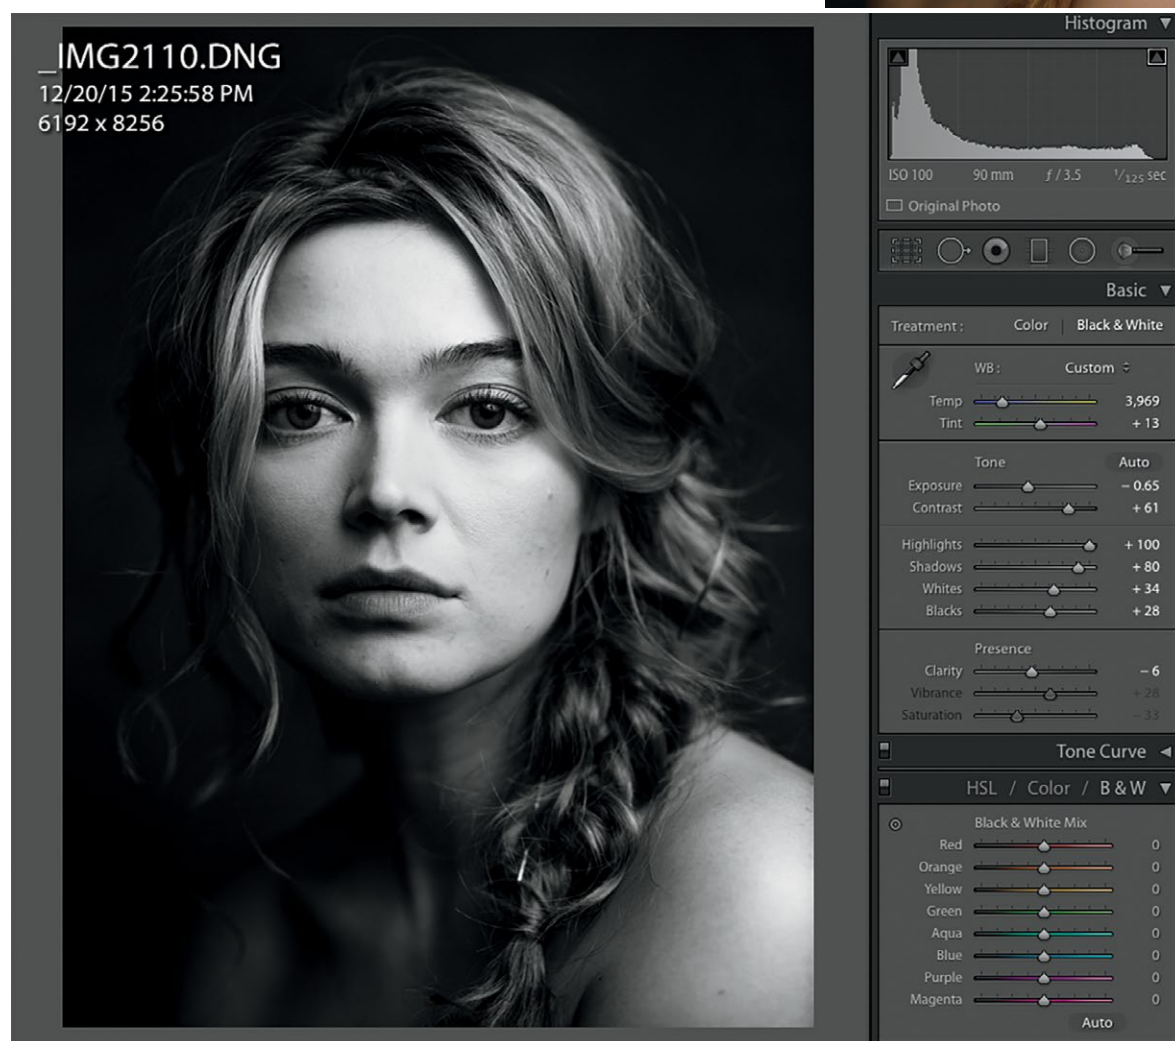 _IMG2110.DNG
12/20/15 2:25:58 PM
6192 x 8256
Histogram
ISO 100 90 mm ƒ / 3.5 1/125 sec
Original Photo
Basic
Treatment : Color | Black & White
WB : Custom
Temp 3,969
Tint + 13
Tone Auto
Exposure – 0.65
Contrast + 61
Highlights + 100
Shadows + 80
Whites + 34
Blacks + 28
Presence
Clarity – 6
Vibrance + 28
Saturation – 33
Tone Curve
HSL / Color / B & W
Black & White Mix
Red 0
Orange 0
Yellow 0
Green 0
Aqua 0
Blue 0
Purple 0
Magenta 0
Auto